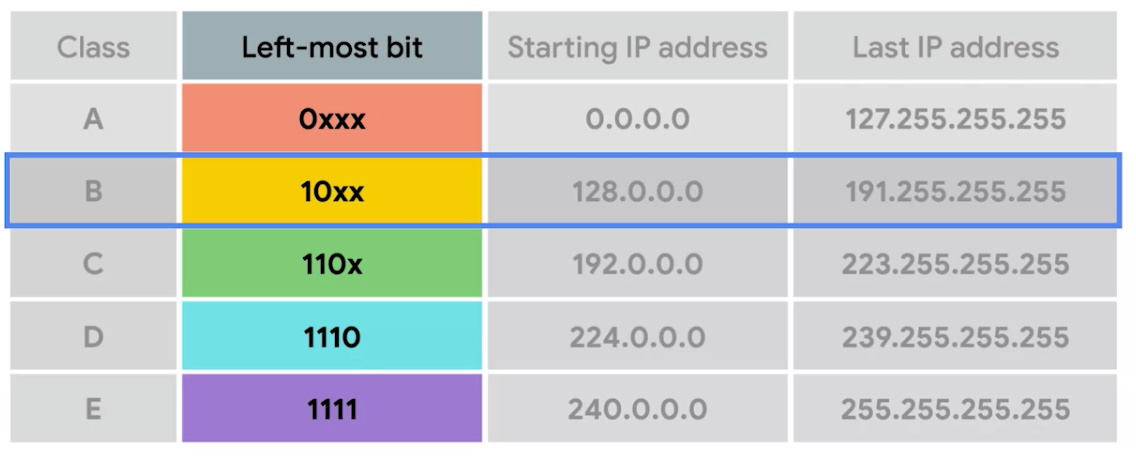 Class Left-most bit Starting IP address Last IP address
A 0xxx 0.0.0.0 127.255.255.255
B 10xx 128.0.0.0 191.255.255.255
C 110x 192.0.0.0 223.255.255.255
D 1110 224.0.0.0 239.255.255.255
E 1111 240.0.0.0 255.255.255.255